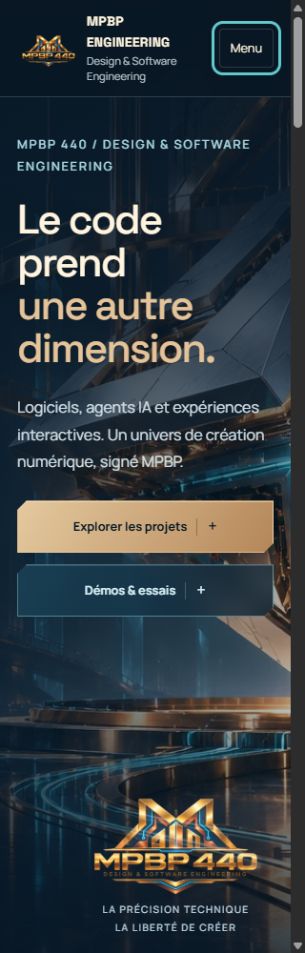 MPBP 440
MPBP
ENGINEERING
Design & Software
Engineering
Menu
MPBP 440 / DESIGN & SOFTWARE
ENGINEERING
Le code
prend
une autre
dimension.
Logiciels, agents IA et expériences
interactives. Un univers de création
numérique, signé MPBP.
Explorer les projets | +
Démos & essais | +
MPBP 440
DESIGN & SOFTWARE ENGINEERING
LA PRÉCISION TECHNIQUE
LA LIBERTÉ DE CRÉER